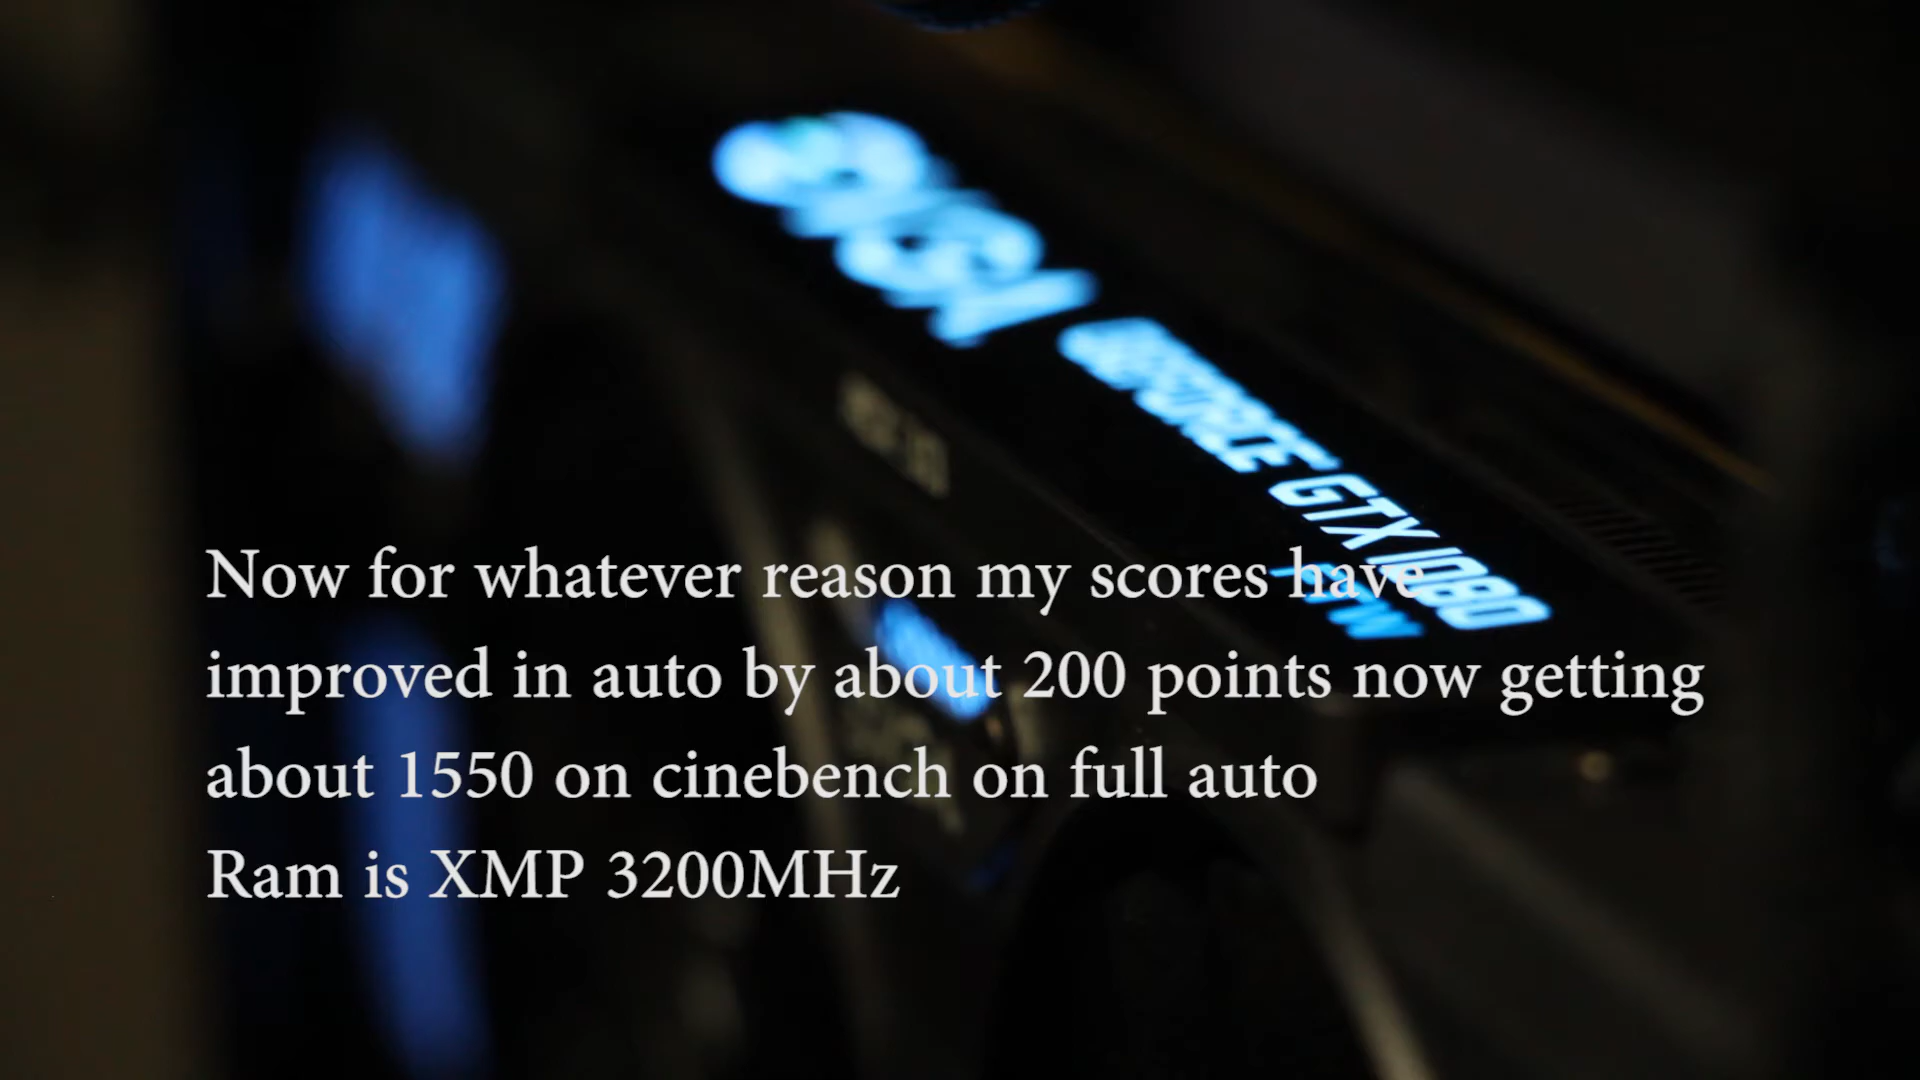 EVGA GEFORCE GTX 1080
FTW
Now for whatever reason my scores have
improved in auto by about 200 points now getting
about 1550 on cinebench on full auto
Ram is XMP 3200MHz